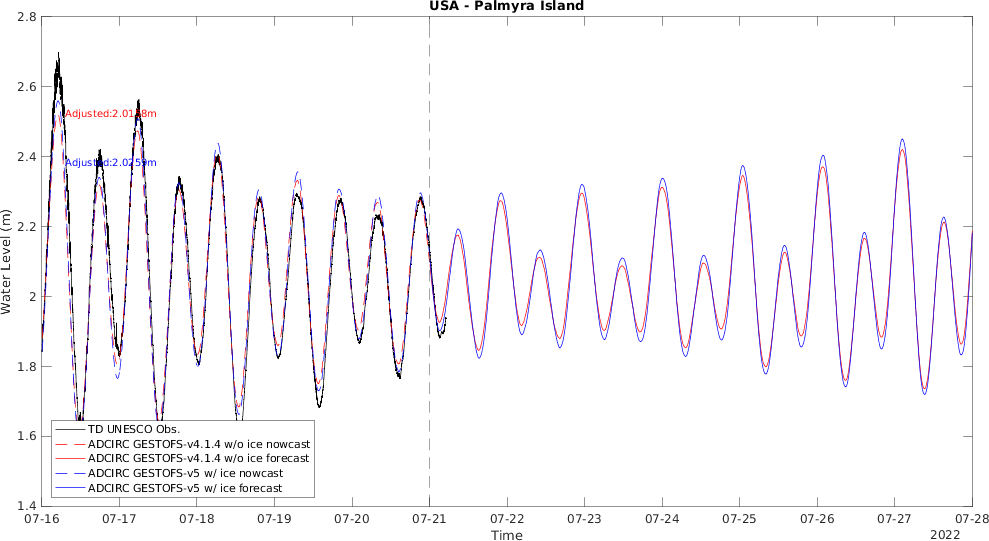 USA - Palmyra Island
2.8
2.6
2.4
2.2
2
1.8
1.6
1.4
Water Level (m)
Adjusted:2.0259m
TD UNESCO Obs.
ADCIRC GESTOFS-v4.1.4 w/o ice nowcast
ADCIRC GESTOFS-v4.1.4 w/o ice forecast
ADCIRC GESTOFS-v5 w/ ice nowcast
ADCIRC GESTOFS-v5 w/ ice forecast
07-16 07-17 07-18 07-19 07-20 07-21 07-22 07-23 07-24 07-25 07-26 07-27 07-28
Time
2022